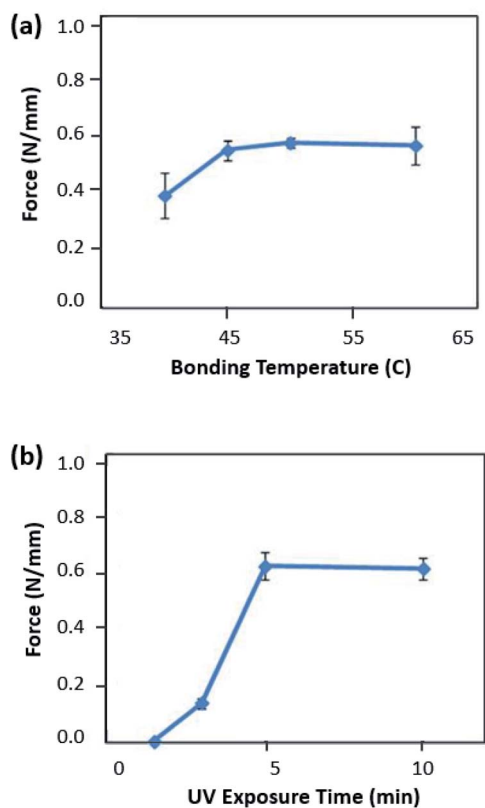 (a)
1.0
0.8
0.6
0.4
0.2
0.0
Force (N/mm)
35 45 55 65
Bonding Temperature (C)
(b)
1.0
0.8
0.6
0.4
0.2
0.0
Force (N/mm)
0 5 10
UV Exposure Time (min)